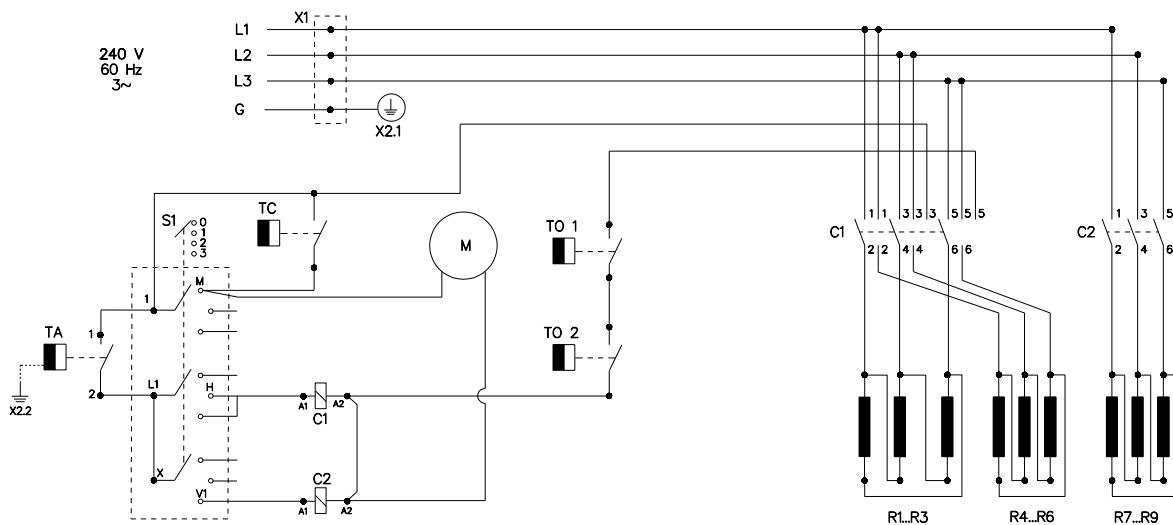 X1
L1
L2
L3
G
240 V
60 Hz
3~
X2.1
S1
0
1
2
3
TC
M
TO 1
TO 2
C1
1 1 3 3 3 5 5 5
2 2 4 4 6 6
C2
1 3 5
2 4 6
TA
1
2
X2.2
1
M
L1
H
X
V1
A1
A2
C1
C2
A1
A2
R1...R3
R4...R6
R7...R9